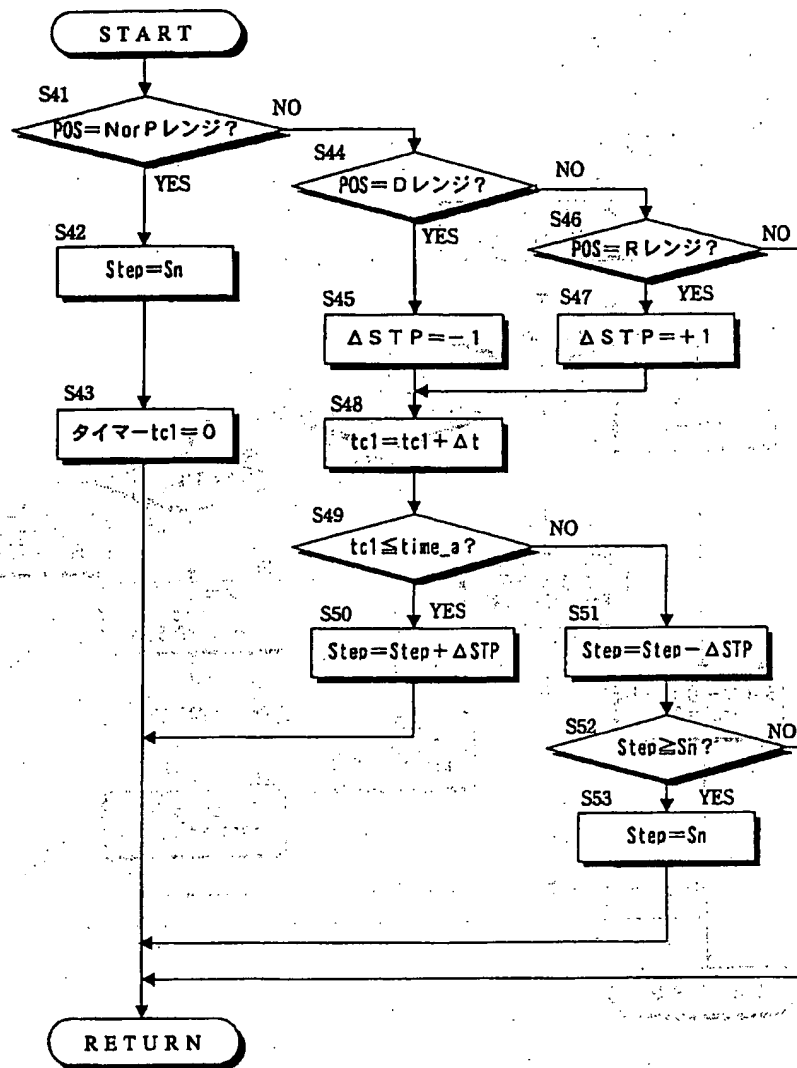 START
S41
POS=NorPレンジ?
NO
YES
S44
POS=Dレンジ?
NO
YES
S46
POS=Rレンジ?
NO
YES
S42
Step=Sn
S45
ΔSTP=-1
S47
ΔSTP=+1
S43
タイマーtc1=0
S48
tc1=tc1+Δt
S49
tc1≦time_a?
NO
YES
S50
Step=Step+ΔSTP
S51
Step=Step-ΔSTP
S52
Step≧Sn?
NO
YES
S53
Step=Sn
RETURN